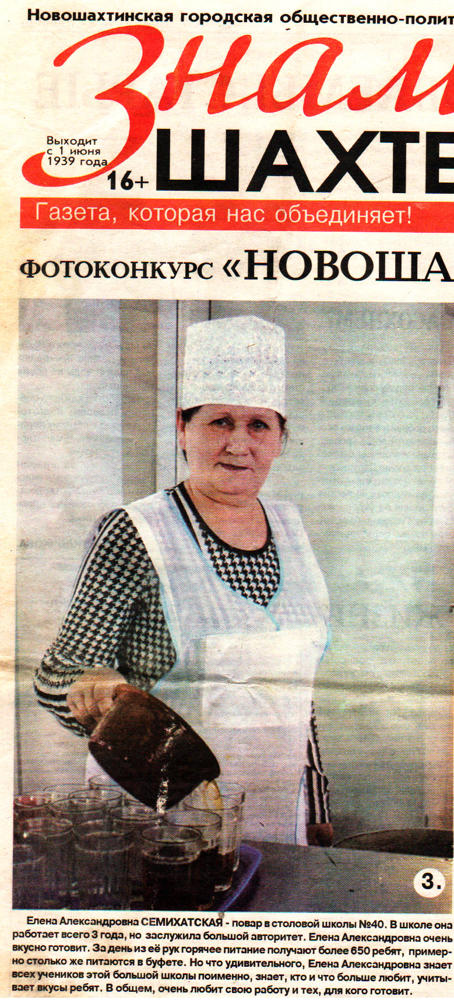 Новошахтинская городская общественно-полит
Знам
Выходит
с 1 июня
1939 года
16+
ШАХТЕ
Газета, которая нас объединяет!
ФОТОКОНКУРС «НОВОША
3.
Елена Александровна СЕМИХАТСКАЯ - повар в столовой школы №40. В школе она
работает всего 3 года, но заслужила большой авторитет. Елена Александровна очень
вкусно готовит. За день из её рук горячее питание получают более 650 ребят, пример-
но столько же питаются в буфете. Но что удивительного, Елена Александровна знает
всех учеников этой большой школы поименно, знает, кто и что больше любит, учиты-
вает вкусы ребят. В общем, очень любит свою работу и тех, для кого готовит.